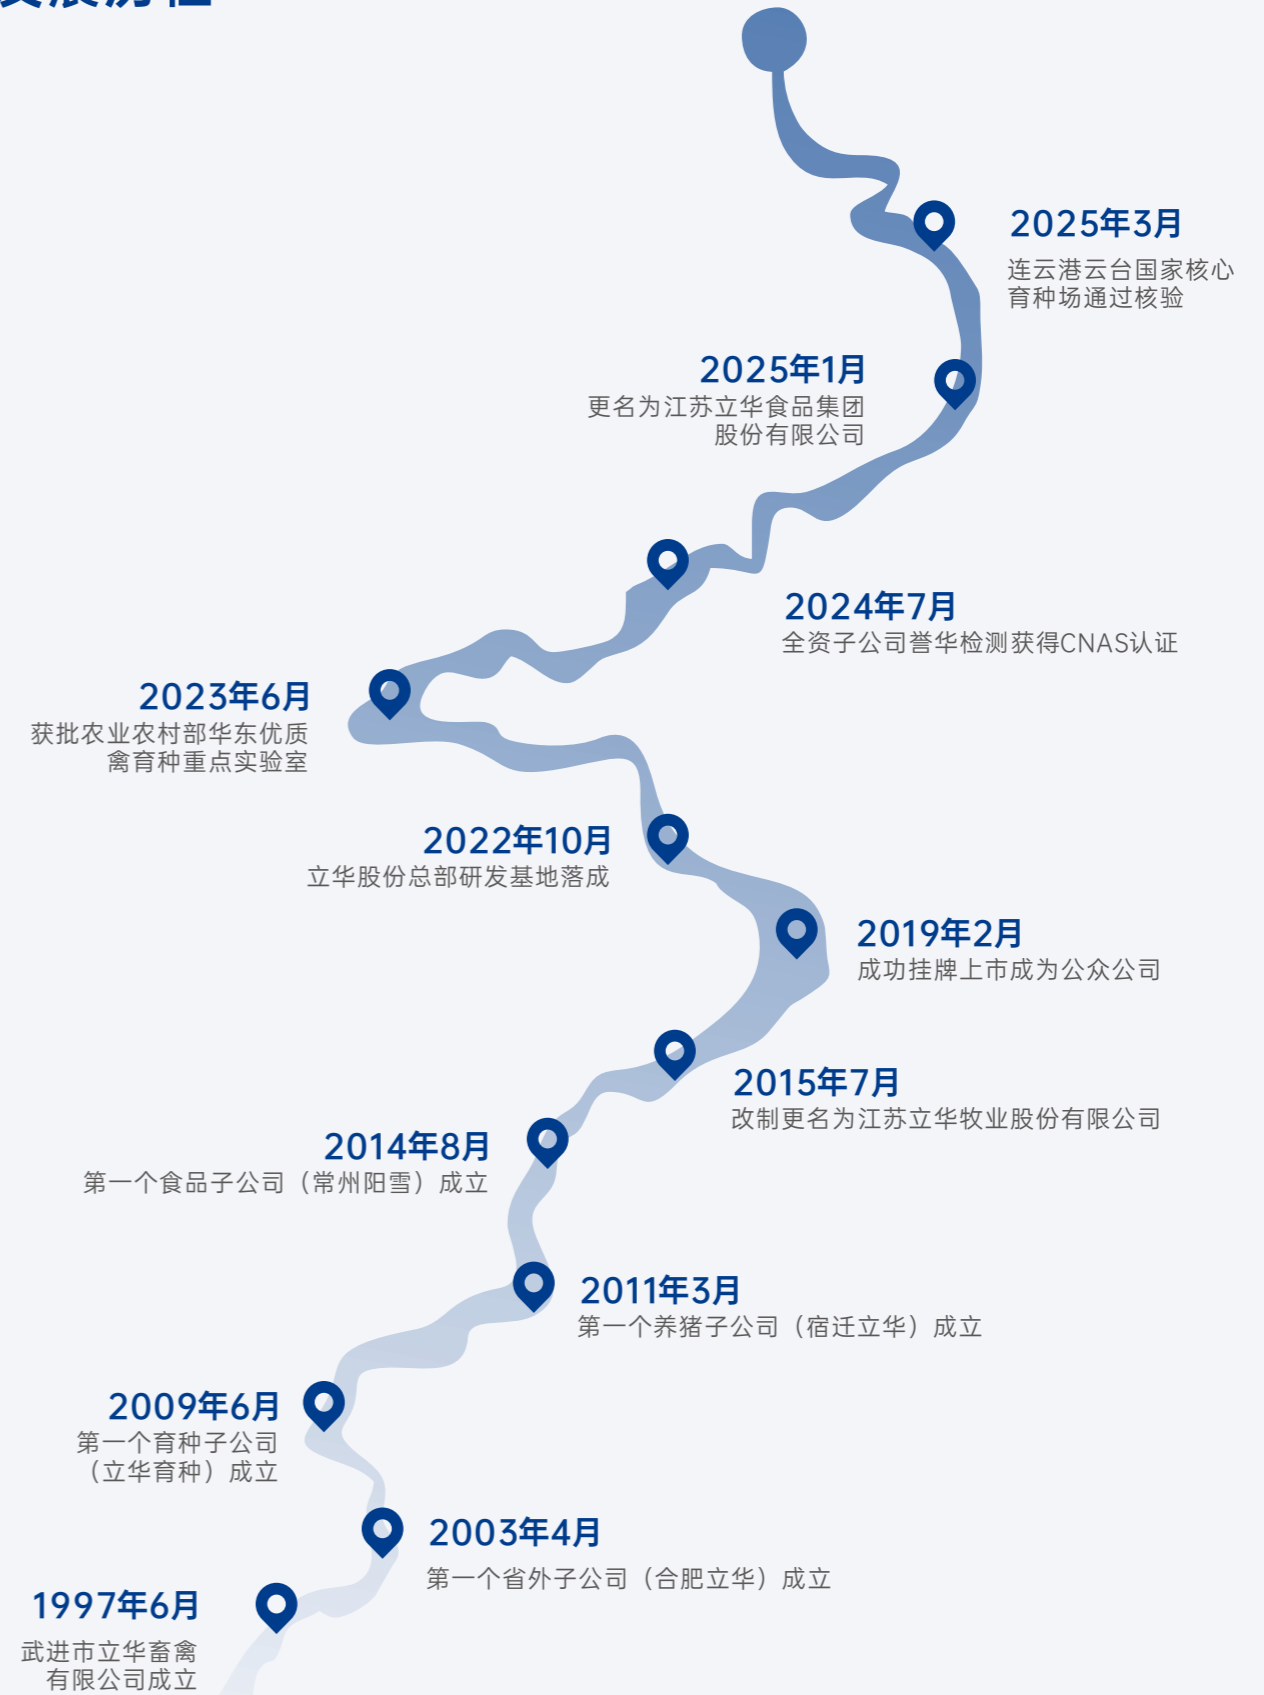 2025年3月
连云港云台国家核心
育种场通过核验
2025年1月
更名为江苏立华食品集团
股份有限公司
2024年7月
全资子公司誉华检测获得CNAS认证
2023年6月
获批农业农村部华东优质
禽育种重点实验室
2022年10月
立华股份总部研发基地落成
2019年2月
成功挂牌上市成为公众公司
2015年7月
改制更名为江苏立华牧业股份有限公司
2014年8月
第一个食品子公司（常州阳雪）成立
2011年3月
第一个养猪子公司（宿迁立华）成立
2009年6月
第一个育种子公司
（立华育种）成立
2003年4月
第一个省外子公司（合肥立华）成立
1997年6月
武进市立华畜禽
有限公司成立